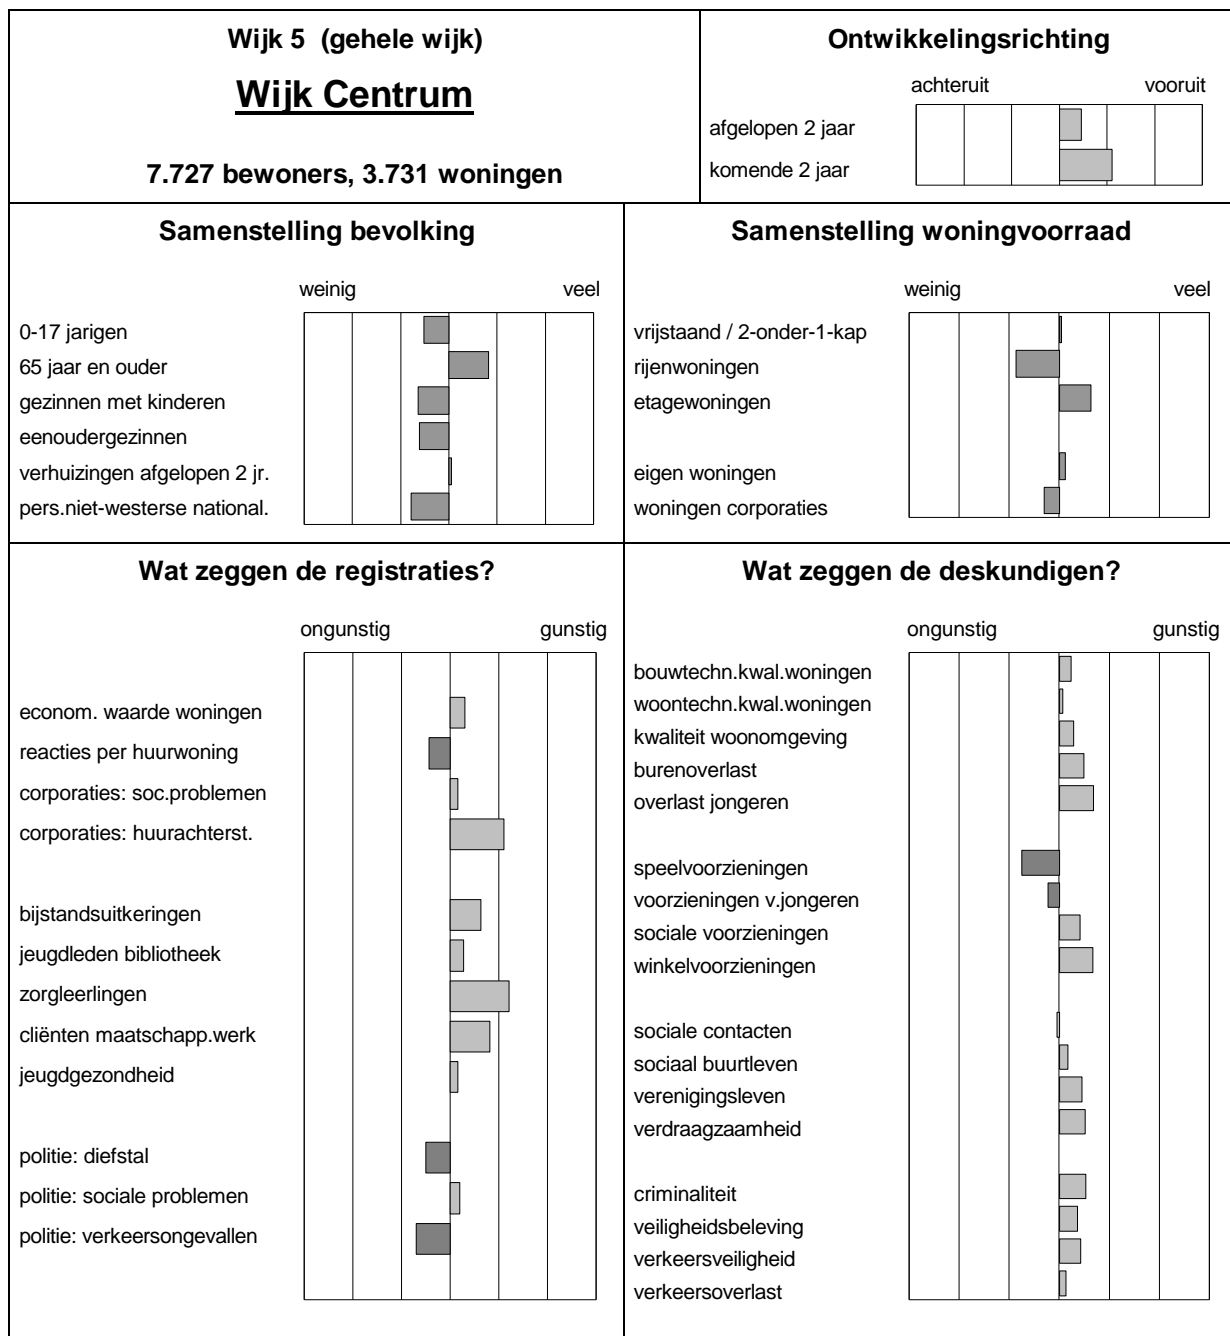 Wijk 5 (gehele wijk)
Wijk Centrum
7.727 bewoners, 3.731 woningen
Ontwikkelingsrichting
achteruit vooruit
afgelopen 2 jaar
komende 2 jaar
Samenstelling bevolking
weinig veel
0-17 jarigen
65 jaar en ouder
gezinnen met kinderen
eenoudergezinnen
verhuizingen afgelopen 2 jr.
pers.niet-westerse national.
Samenstelling woningvoorraad
weinig veel
vrijstaand / 2-onder-1-kap
rijenwoningen
etagewoningen
eigen woningen
woningen corporaties
Wat zeggen de registraties?
ongunstig gunstig
econom. waarde woningen
reacties per huurwoning
corporaties: soc.problemen
corporaties: huurachterst.
bijstandsuitkeringen
jeugdleden bibliotheek
zorgleerlingen
cliënten maatschapp.werk
jeugdgezondheid
politie: diefstal
politie: sociale problemen
politie: verkeersongevallen
Wat zeggen de deskundigen?
ongunstig gunstig
bouwtechn.kwal.woningen
woontechn.kwal.woningen
kwaliteit woonomgeving
burenoverlast
overlast jongeren
speelvoorzieningen
voorzieningen v.jongeren
sociale voorzieningen
winkelvoorzieningen
sociale contacten
sociaal buurtleven
verenigingsleven
verdraagzaamheid
criminaliteit
veiligheidsbeleving
verkeersveiligheid
verkeersoverlast